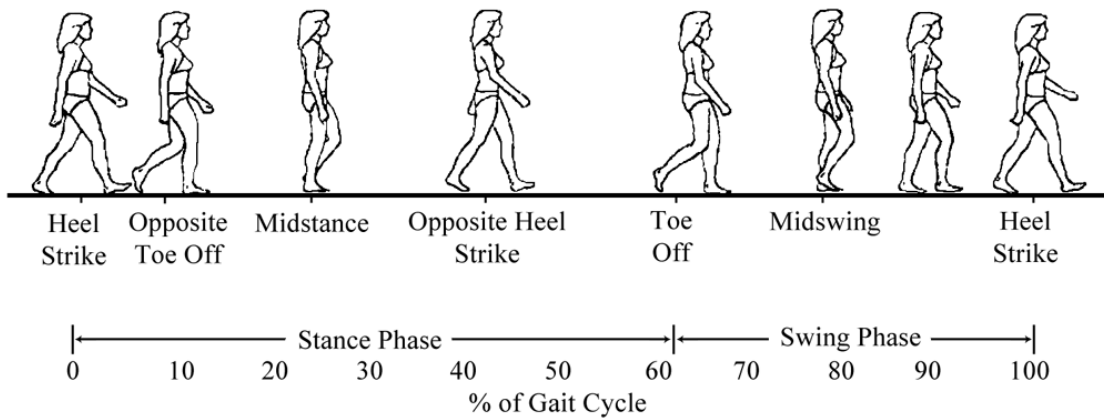 Heel Opposite Midstance Opposite Heel Toe Midswing Heel
Strike Toe Off Strike Off Strike
Stance Phase Swing Phase
0 10 20 30 40 50 60 70 80 90 100
% of Gait Cycle